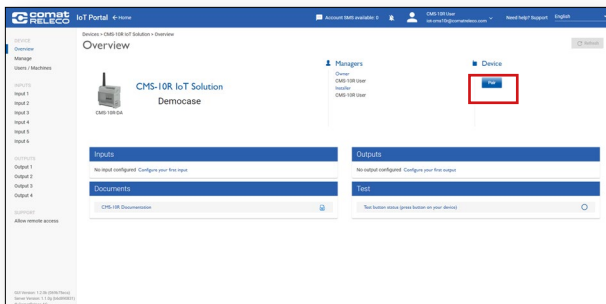 comat
RELECO
IoT Portal
Home
Account SMS available: 0
CMS-10R User
Need help? Support
English
DEVICE
Overview
Manage
Users / Machines
INPUTS
Input 1
Input 2
Input 3
Input 4
Input 5
Input 6
OUTPUTS
Output 1
Output 2
Output 3
Output 4
SUPPORT
Allow remote access
Devices > CMS-10R IoT Solution > Overview
Overview
Refresh
CMS-10R-DA
CMS-10R IoT Solution
Democase
Managers
Owner
CMS-10R User
Installer
CMS-10R User
Device
Pair
Inputs
No input configured Configure your first input
Outputs
No output configured Configure your first output
Documents
CMS-10R Documentation
Test
Test button status (press button on your device)